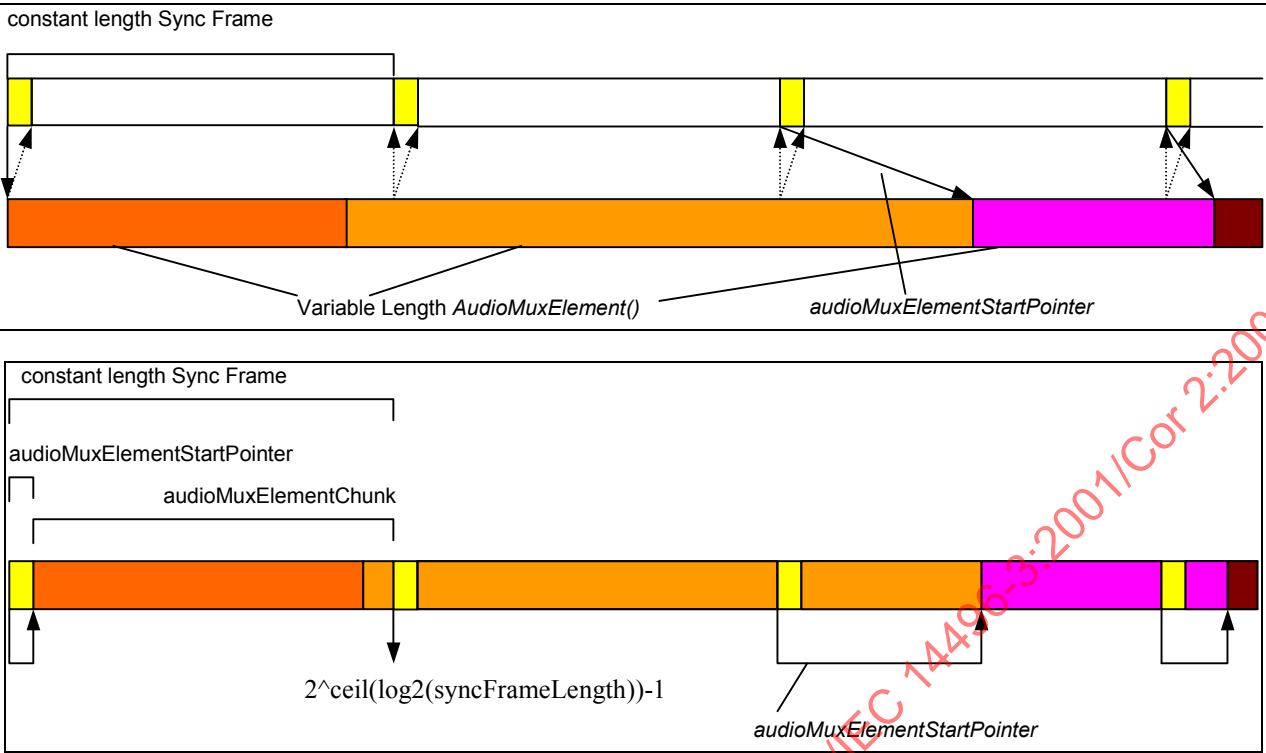 constant length Sync Frame
Variable Length AudioMuxElement()
audioMuxElementStartPointer
constant length Sync Frame
audioMuxElementStartPointer
audioMuxElementChunk
2^ceil(log2(syncFrameLength))-1
audioMuxElementStartPointer
/IEC 14496-3:2001/Cor 2:200